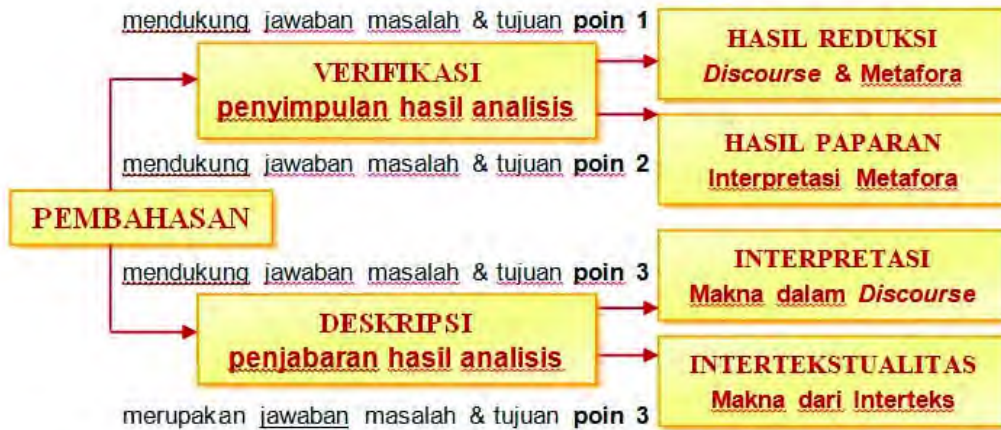 mendukung jawaban masalah & tujuan poin 1
HASIL REDUKSI
Discourse & Metafora
VERIFIKASI
penyimpulan hasil analisis
HASIL PAPARAN
Interpretasi Metafora
mendukung jawaban masalah & tujuan poin 2
PEMBAHASAN
mendukung jawaban masalah & tujuan poin 3
INTERPRETASI
Makna dalam Discourse
DESKRIPSI
penjabaran hasil analisis
INTERTEKSTUALITAS
Makna dari Interteks
merupakan jawaban masalah & tujuan poin 3